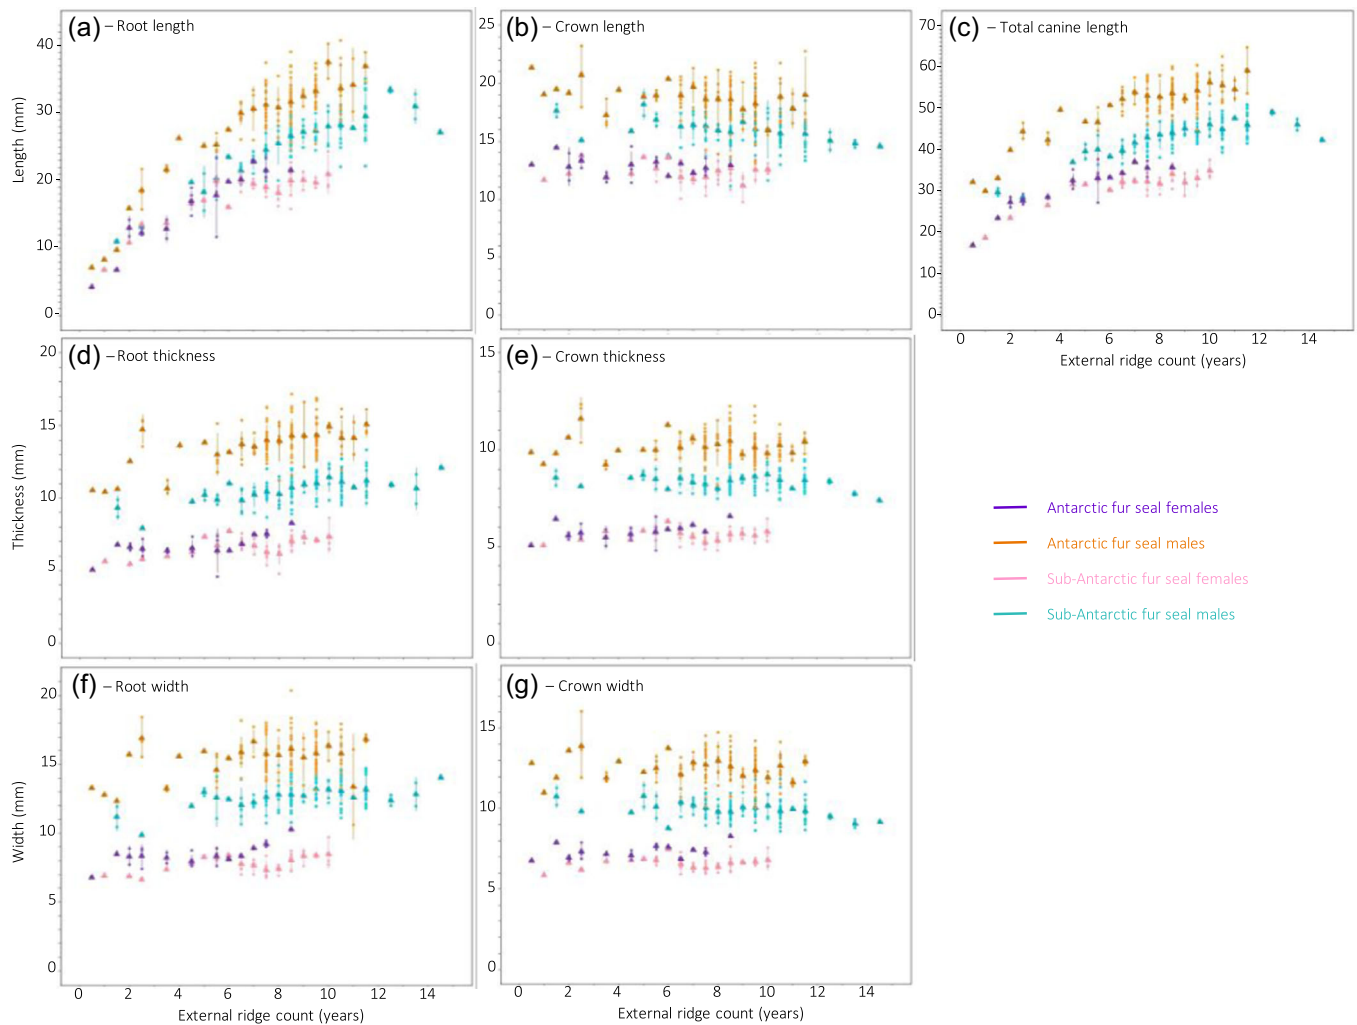 (a) – Root length
(b) – Crown length
(c) – Total canine length
Length (mm)
40
30
20
10
0
25
20
15
10
5
0
70
60
50
40
30
20
10
0
0 2 4 6 8 10 12 14
External ridge count (years)
(d) – Root thickness
(e) – Crown thickness
Thickness (mm)
20
15
10
5
0
15
10
5
0
Antarctic fur seal females
Antarctic fur seal males
Sub-Antarctic fur seal females
Sub-Antarctic fur seal males
(f) – Root width
(g) – Crown width
Width (mm)
20
15
10
5
0
15
10
5
0
0 2 4 6 8 10 12 14
External ridge count (years)
0 2 4 6 8 10 12 14
External ridge count (years)